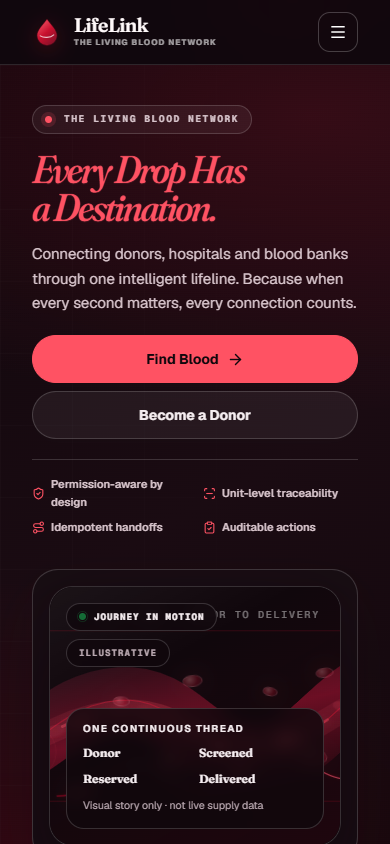 LifeLink
THE LIVING BLOOD NETWORK
THE LIVING BLOOD NETWORK
Every Drop Has
a Destination.
Connecting donors, hospitals and blood banks
through one intelligent lifeline. Because when
every second matters, every connection counts.
Find Blood
Become a Donor
Permission-aware by
design
Unit-level traceability
Idempotent handoffs
Auditable actions
JOURNEY IN MOTION
TO DELIVERY
ILLUSTRATIVE
ONE CONTINUOUS THREAD
Donor Screened
Reserved Delivered
Visual story only · not live supply data